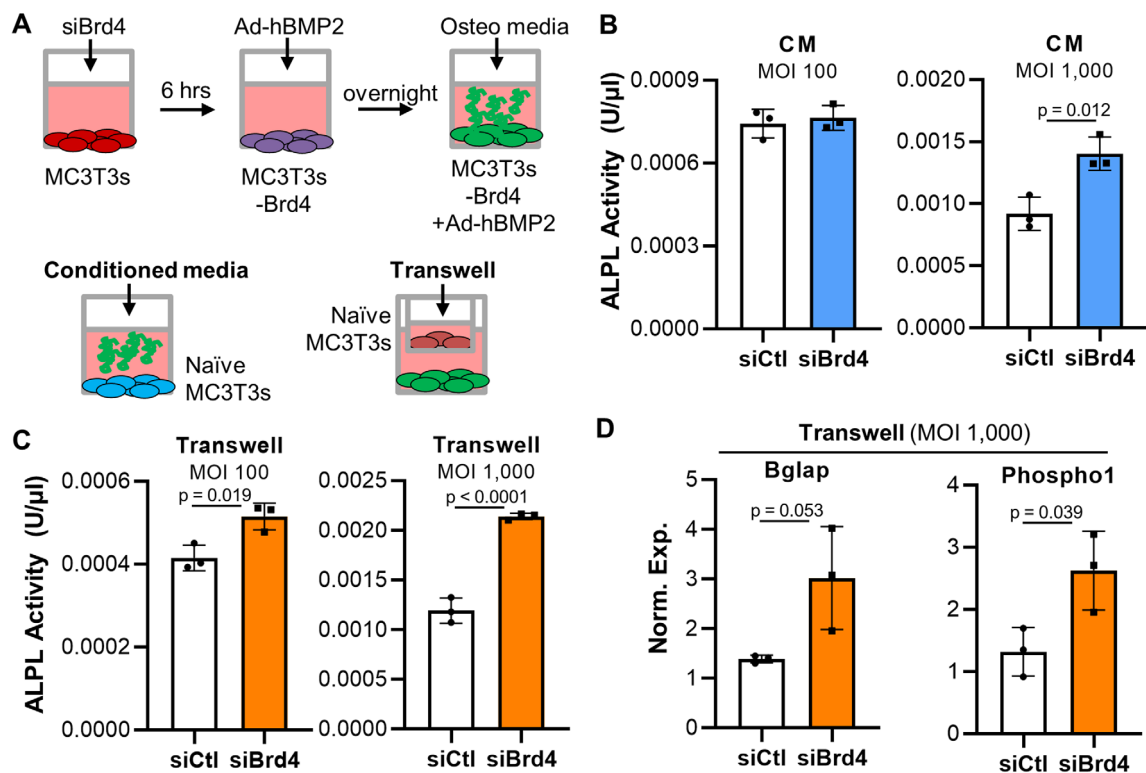 A
siBrd4
Ad-hBMP2
Osteo media
6 hrs
overnight
MC3T3s
MC3T3s
-Brd4
MC3T3s
-Brd4
+Ad-hBMP2
Conditioned media
Naïve
MC3T3s
Transwell
Naïve
MC3T3s
B
CM
MOI 100
ALPL Activity (U/µl)
0.0009
0.0006
0.0003
0.0000
siCtl siBrd4
CM
MOI 1,000
p = 0.012
0.0020
0.0015
0.0010
0.0005
0.0000
siCtl siBrd4
C
Transwell
MOI 100
p = 0.019
ALPL Activity (U/µl)
0.0006
0.0004
0.0002
0.0000
siCtl siBrd4
Transwell
MOI 1,000
p < 0.0001
0.0025
0.0020
0.0015
0.0010
0.0005
0.0000
siCtl siBrd4
D
Transwell (MOI 1,000)
Bglap
p = 0.053
Norm. Exp.
5
4
3
2
1
0
siCtl siBrd4
Phospho1
p = 0.039
4
3
2
1
0
siCtl siBrd4